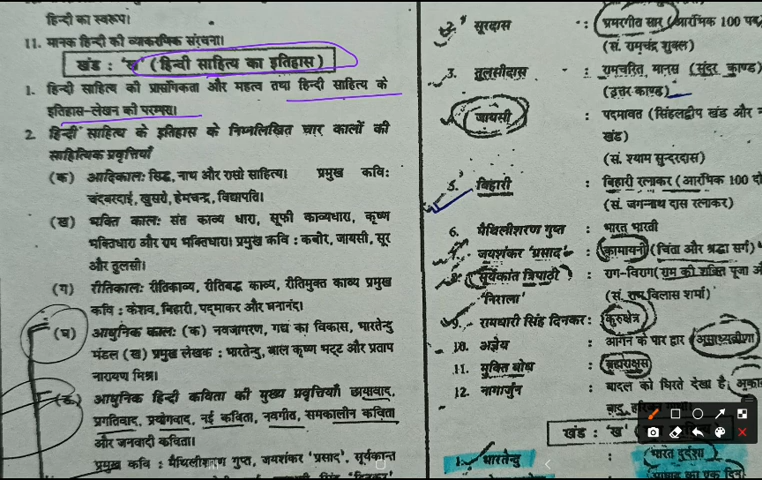 हिन्दी का स्वरूप।
11. मानक हिन्दी की व्याकरणिक संरचना।
खंड : 'ख' (हिन्दी साहित्य का इतिहास)
1. हिन्दी साहित्य की प्रासंगिकता और महत्व तथा हिन्दी साहित्य के
इतिहास-लेखन की परम्परा।
2. हिन्दी साहित्य के इतिहास के निम्नलिखित चार कालों की
साहित्यिक प्रवृत्तियाँ
(क) आदिकालः सिद्ध, नाथ और रासो साहित्य। प्रमुख कवि:
चंदबरदाई, खुसरो, हेमचन्द्र, विद्यापति।
(ख) भक्ति कालः संत काव्य धारा, सूफी काव्यधारा, कृष्ण
भक्तिधारा और राम भक्तिधारा। प्रमुख कवि : कबीर, जायसी, सूर
और तुलसी।
(ग) रीतिकालः रीतिकाव्य, रीतिबद्ध काव्य, रीतिमुक्त काव्य प्रमुख
कवि : केशव, बिहारी, पद्माकर और घनानंद।
(घ) आधुनिक कालः (क) नवजागरण, गद्य का विकास, भारतेन्दु
मंडल (ख) प्रमुख लेखक : भारतेन्दु, बाल कृष्ण भट्ट और प्रताप
नारायण मिश्र।
(ङ) आधुनिक हिन्दी कविता की मुख्य प्रवृत्तियाँ छायावाद,
प्रगतिवाद, प्रयोगवाद, नई कविता, नवगीत, समकालीन कविता
और जनवादी कविता।
प्रमुख कवि : मैथिलीशरण गुप्त, जयशंकर 'प्रसाद', सूर्यकान्त
2. सूरदास : भ्रमरगीत सार (आरंभिक 100 पद
(सं. रामचंद्र शुक्ल)
3. तुलसीदास : रामचरित मानस (सुंदर काण्ड)
(उत्तर काण्ड)
जायसी : पदमावत (सिंहलद्वीप खंड और
खंड)
(सं. श्याम सुन्दरदास)
5. बिहारी : बिहारी रत्नाकर (आरंभिक 100 दो
(सं. जगन्नाथ दास रत्नाकर)
6. मैथिलीशरण गुप्त : भारत भारती
7. जयशंकर 'प्रसाद' : कामायनी (चिंता और श्रद्धा सर्ग)
8. सूर्यकांत त्रिपाठी : राग-विराग (राम की शक्ति पूजा
'निराला' (सं. राम विलास शर्मा)
9. रामधारी सिंह दिनकर : कुरुक्षेत्र
10. अज्ञेय : आंगन के पार द्वार (असाध्यवीणा
11. मुक्ति बोध : ब्रह्मराक्षस
12. नागार्जुन : बादल को घिरते देखा है,
खंड : 'ख'
1. भारतेन्दु : भारत दुर्दशा
आषाढ़ का एक दिन